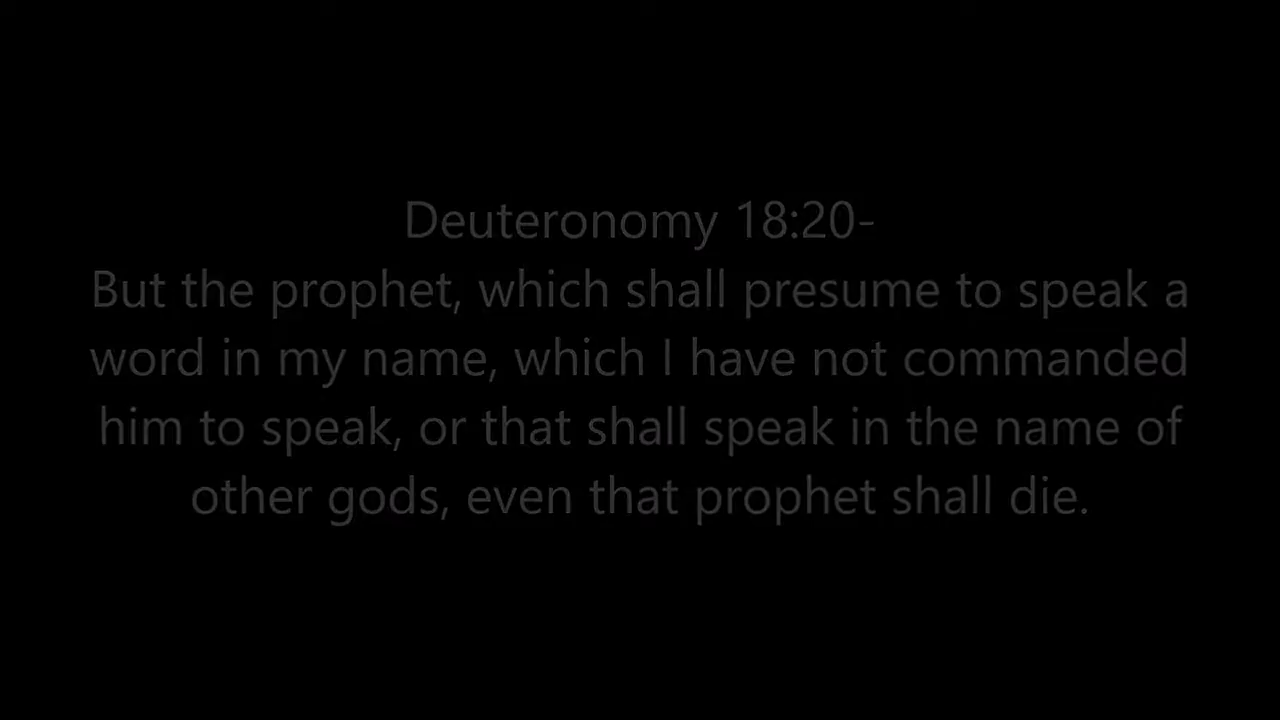 Deuteronomy 18:20-
But the prophet, which shall presume to speak a
word in my name, which I have not commanded
him to speak, or that shall speak in the name of
other gods, even that prophet shall die.